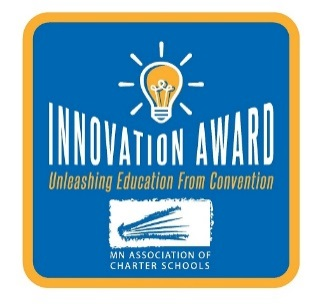 INNOVATION AWARD
Unleashing Education From Convention
MN ASSOCIATION OF
CHARTER SCHOOLS